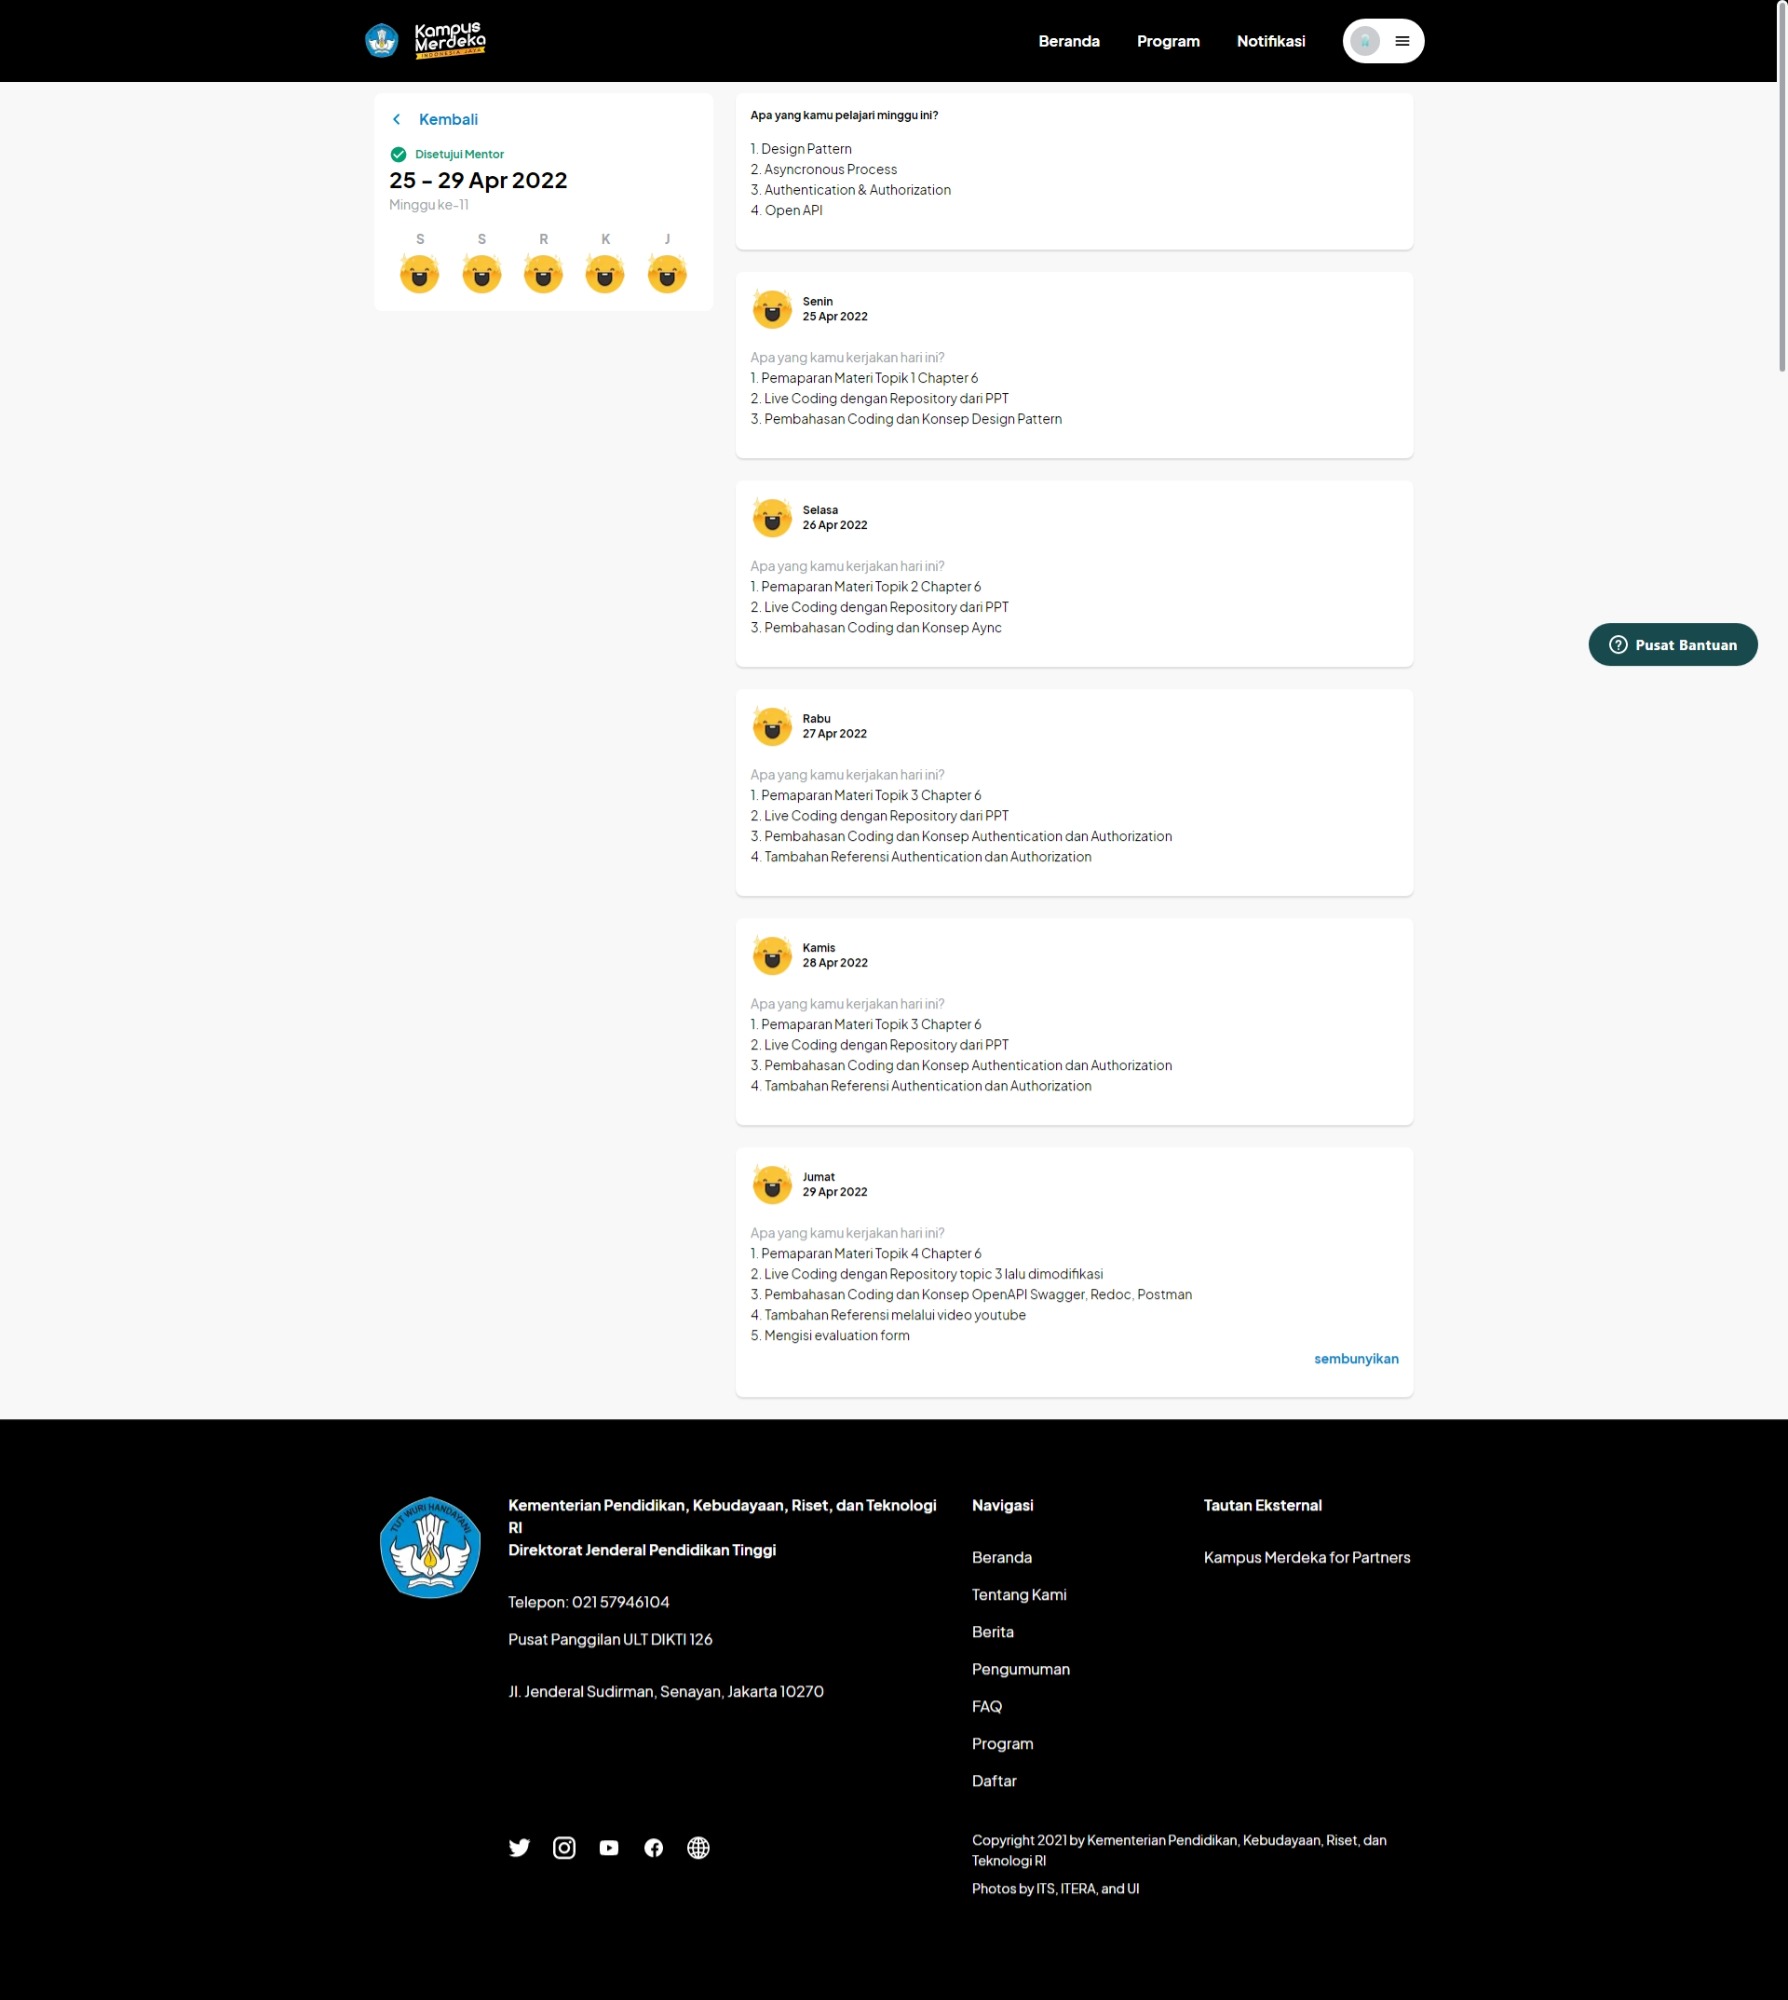 Kampus
Merdeka
INDONESIA JAYA
Beranda
Program
Notifikasi
Kembali
Disetujui Mentor
25 – 29 Apr 2022
Minggu ke-11
S S R K J
Apa yang kamu pelajari minggu ini?
1. Design Pattern
2. Asyncronous Process
3. Authentication & Authorization
4. Open API
Senin
25 Apr 2022
Apa yang kamu kerjakan hari ini?
1. Pemaparan Materi Topik 1 Chapter 6
2. Live Coding dengan Repository dari PPT
3. Pembahasan Coding dan Konsep Design Pattern
Selasa
26 Apr 2022
Apa yang kamu kerjakan hari ini?
1. Pemaparan Materi Topik 2 Chapter 6
2. Live Coding dengan Repository dari PPT
3. Pembahasan Coding dan Konsep Aync
Pusat Bantuan
Rabu
27 Apr 2022
Apa yang kamu kerjakan hari ini?
1. Pemaparan Materi Topik 3 Chapter 6
2. Live Coding dengan Repository dari PPT
3. Pembahasan Coding dan Konsep Authentication dan Authorization
4. Tambahan Referensi Authentication dan Authorization
Kamis
28 Apr 2022
Apa yang kamu kerjakan hari ini?
1. Pemaparan Materi Topik 3 Chapter 6
2. Live Coding dengan Repository dari PPT
3. Pembahasan Coding dan Konsep Authentication dan Authorization
4. Tambahan Referensi Authentication dan Authorization
Jumat
29 Apr 2022
Apa yang kamu kerjakan hari ini?
1. Pemaparan Materi Topik 4 Chapter 6
2. Live Coding dengan Repository topic 3 lalu dimodifikasi
3. Pembahasan Coding dan Konsep OpenAPI Swagger, Redoc, Postman
4. Tambahan Referensi melalui video youtube
5. Mengisi evaluation form
sembunyikan
TUT WURI HANDAYANI
Kementerian Pendidikan, Kebudayaan, Riset, dan Teknologi
RI
Direktorat Jenderal Pendidikan Tinggi
Telepon: 021 57946104
Pusat Panggilan ULT DIKTI 126
Jl. Jenderal Sudirman, Senayan, Jakarta 10270
Navigasi
Beranda
Tentang Kami
Berita
Pengumuman
FAQ
Program
Daftar
Tautan Eksternal
Kampus Merdeka for Partners
Copyright 2021 by Kementerian Pendidikan, Kebudayaan, Riset, dan
Teknologi RI
Photos by ITS, ITERA, and UI